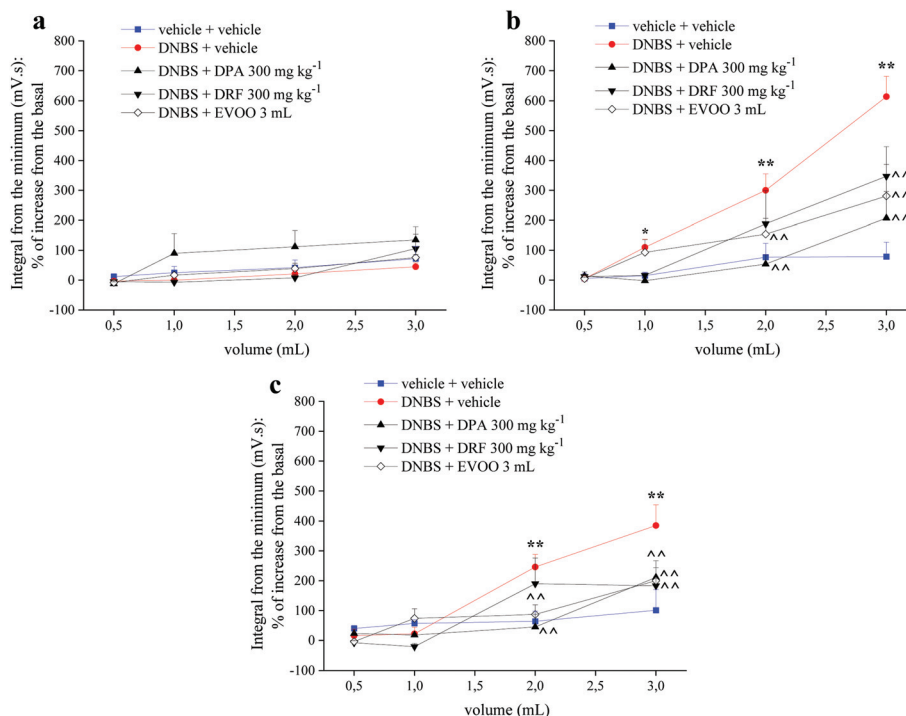 a
vehicle + vehicle
DNBS + vehicle
DNBS + DPA 300 mg kg⁻¹
DNBS + DRF 300 mg kg⁻¹
DNBS + EVOO 3 mL
Integral from the minimum (mV.s):
% of increase from the basal
800
700
600
500
400
300
200
100
0
-100
0,5
1,0
1,5
2,0
2,5
3,0
volume (mL)
b
vehicle + vehicle
DNBS + vehicle
DNBS + DPA 300 mg kg⁻¹
DNBS + DRF 300 mg kg⁻¹
DNBS + EVOO 3 mL
Integral from the minimum (mV.s):
% of increase from the basal
800
700
600
500
400
300
200
100
0
-100
*
**
**
^^
^^
^^
^^
^^
0,5
1,0
1,5
2,0
2,5
3,0
volume (mL)
c
vehicle + vehicle
DNBS + vehicle
DNBS + DPA 300 mg kg⁻¹
DNBS + DRF 300 mg kg⁻¹
DNBS + EVOO 3 mL
Integral from the minimum (mV.s):
% of increase from the basal
800
700
600
500
400
300
200
100
0
-100
**
**
^^
^^
^^
^^
^^
0,5
1,0
1,5
2,0
2,5
3,0
volume (mL)